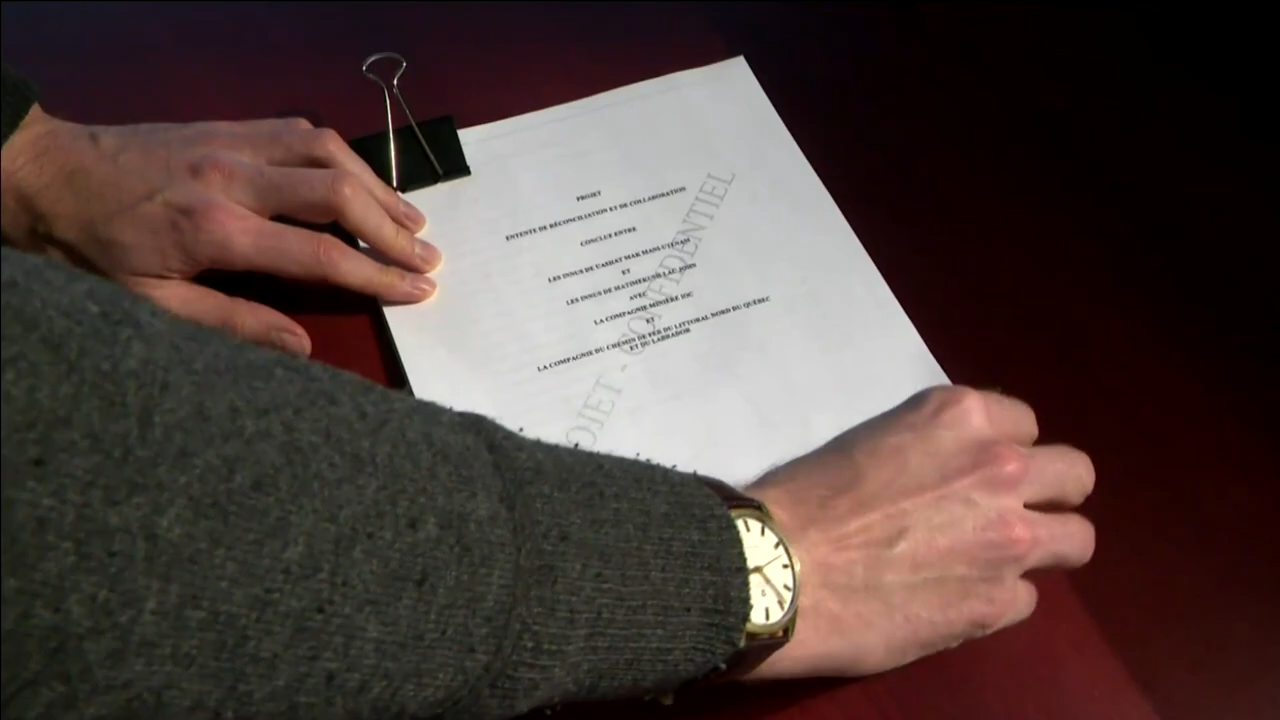 PROJET
ENTENTE DE RÉCONCILIATION ET DE COLLABORATION
CONCLUE ENTRE
LES INNUS DE UASHAT MAK MANI-UTENAM
ET
LES INNUS DE MATIMEKUSH-LAC JOHN
AVEC
LA COMPAGNIE MINIÈRE IOC
ET
LA COMPAGNIE DU CHEMIN DE FER DU LITTORAL NORD DU QUÉBEC
ET DU LABRADOR
OJET - CONFIDENTIEL